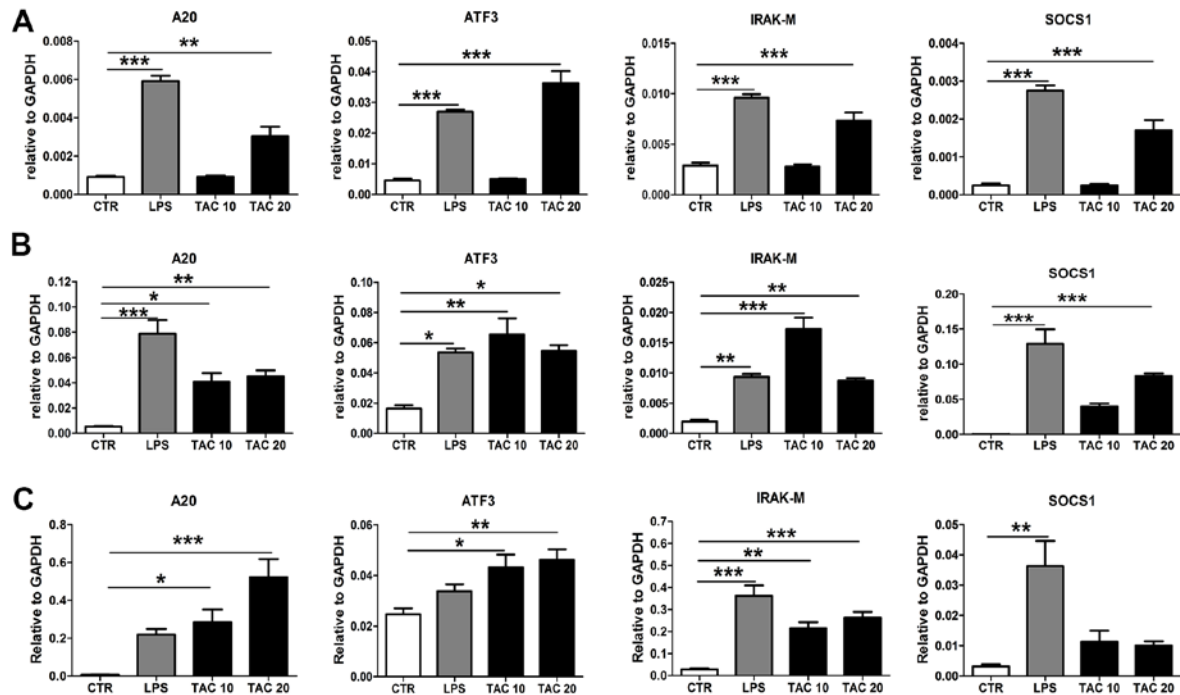 A
A20
relative to GAPDH
0.008
0.006
0.004
0.002
0.000
**
***
CTR LPS TAC 10 TAC 20
ATF3
relative to GAPDH
0.05
0.04
0.03
0.02
0.01
0.00
***
***
CTR LPS TAC 10 TAC 20
IRAK-M
relative to GAPDH
0.015
0.010
0.005
0.000
***
***
CTR LPS TAC 10 TAC 20
SOCS1
relative to GAPDH
0.004
0.003
0.002
0.001
0.000
***
***
CTR LPS TAC 10 TAC 20
B
A20
relative to GAPDH
0.12
0.10
0.08
0.06
0.04
0.02
0.00
**
*
***
CTR LPS TAC 10 TAC 20
ATF3
relative to GAPDH
0.10
0.08
0.06
0.04
0.02
0.00
*
**
*
CTR LPS TAC 10 TAC 20
IRAK-M
relative to GAPDH
0.025
0.020
0.015
0.010
0.005
0.000
**
***
**
CTR LPS TAC 10 TAC 20
SOCS1
relative to GAPDH
0.20
0.15
0.10
0.05
0.00
***
***
CTR LPS TAC 10 TAC 20
C
A20
Relative to GAPDH
0.8
0.6
0.4
0.2
0.0
***
*
CTR LPS TAC 10 TAC 20
ATF3
Relative to GAPDH
0.06
0.04
0.02
0.00
**
*
CTR LPS TAC 10 TAC 20
IRAK-M
Relative to GAPDH
0.7
0.6
0.5
0.4
0.3
0.2
0.1
0.0
***
**
***
CTR LPS TAC 10 TAC 20
SOCS1
Relative to GAPDH
0.05
0.04
0.03
0.02
0.01
0.00
**
CTR LPS TAC 10 TAC 20